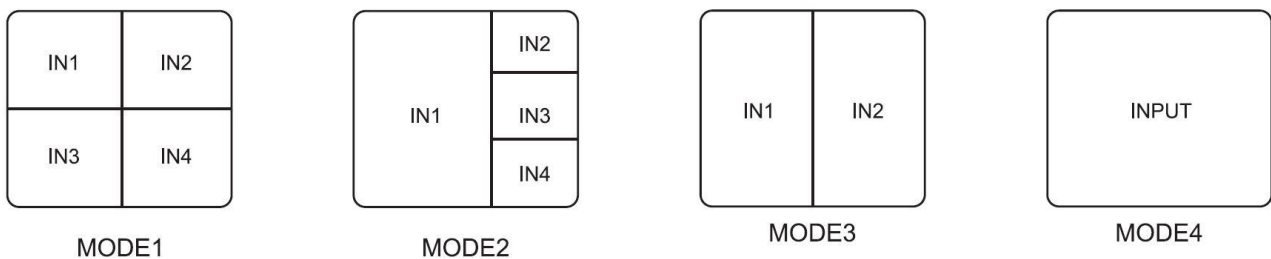 IN1 IN2
IN3 IN4
MODE1
IN1
IN2
IN3
IN4
MODE2
IN1 IN2
MODE3
INPUT
MODE4